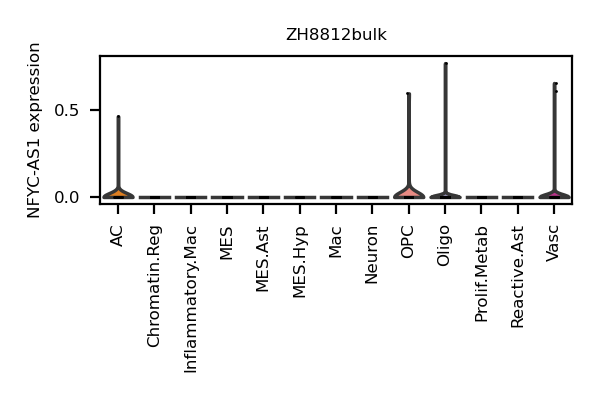 ZH8812bulk
NFYC-AS1 expression
0.5
0.0
AC
Chromatin.Reg
Inflammatory.Mac
MES
MES.Ast
MES.Hyp
Mac
Neuron
OPC
Oligo
Prolif.Metab
Reactive.Ast
Vasc